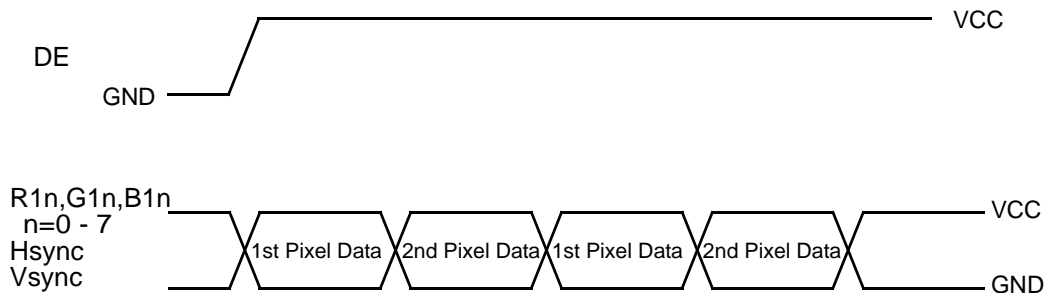 VCC
DE
GND
R1n,G1n,B1n
n=0 - 7
VCC
Hsync
1st Pixel Data
2nd Pixel Data
1st Pixel Data
2nd Pixel Data
Vsync
GND